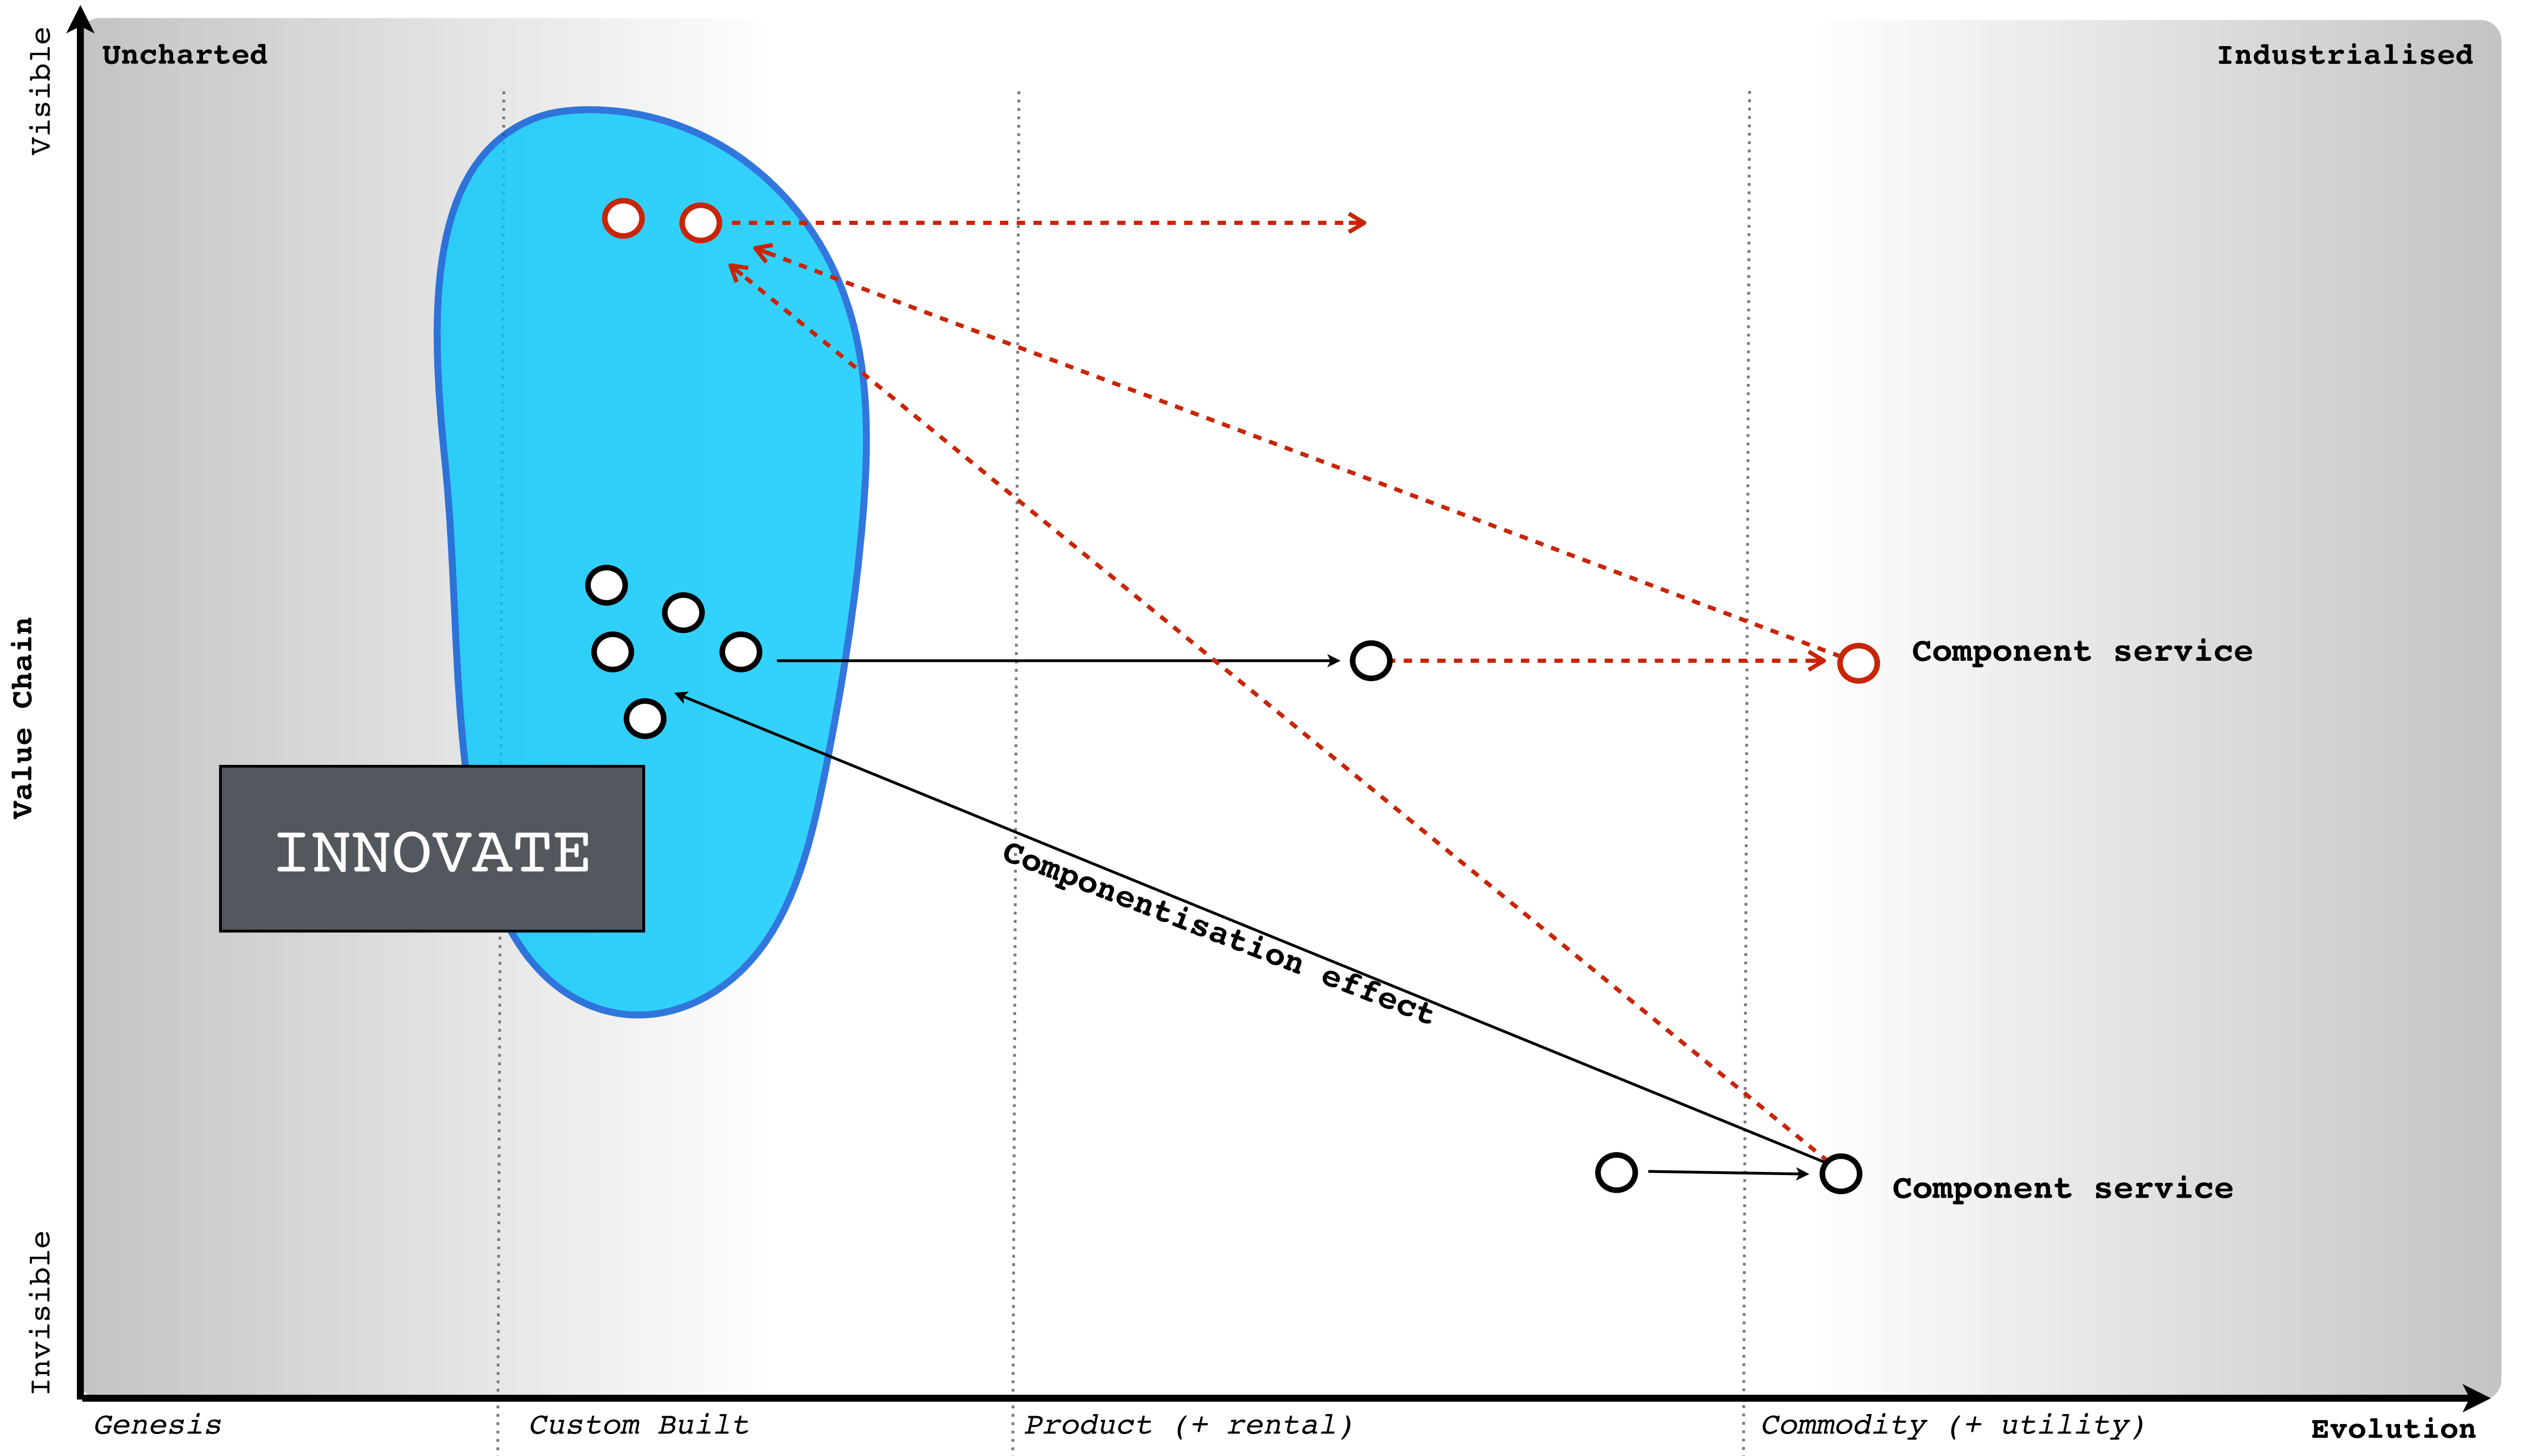 Visible
Uncharted
Industrialised
Component service
Value Chain
INNOVATE
Componentisation effect
Component service
Invisible
Genesis
Custom Built
Product (+ rental)
Commodity (+ utility)
Evolution